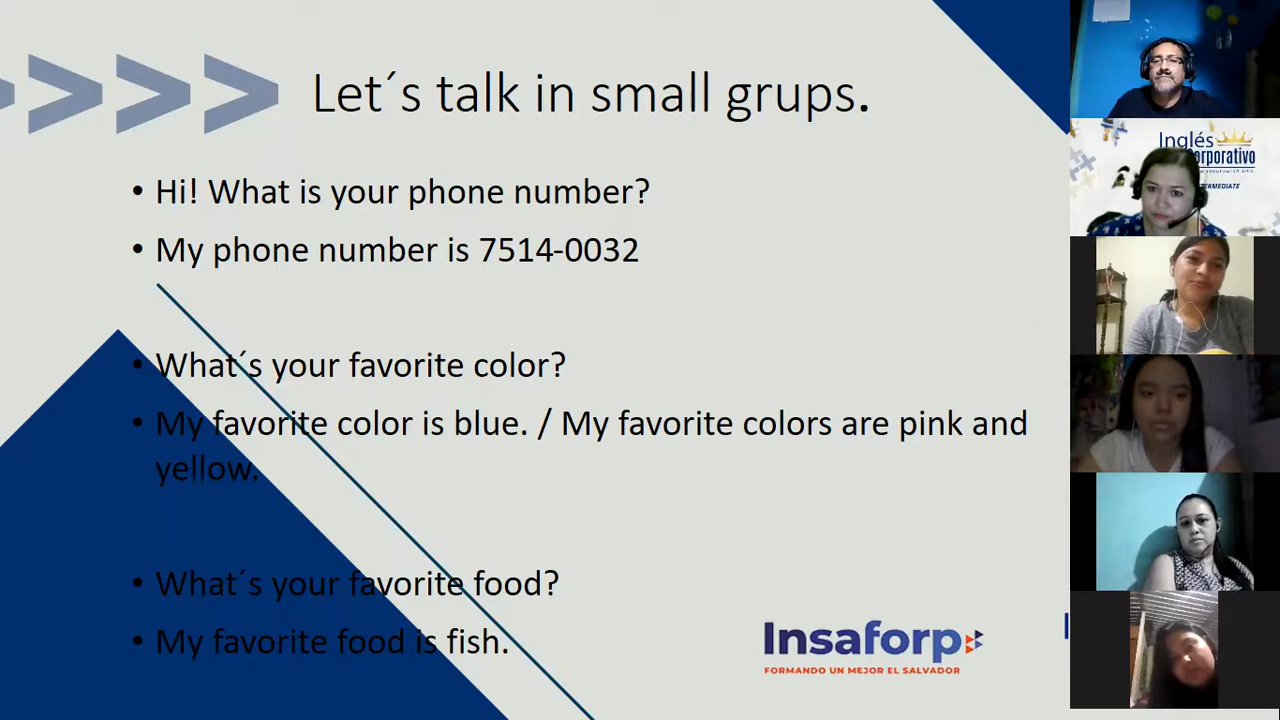 Let´s talk in small grups.
• Hi! What is your phone number?
• My phone number is 7514-0032
• What´s your favorite color?
• My favorite color is blue. / My favorite colors are pink and
yellow.
• What´s your favorite food?
• My favorite food is fish.
Insaforp
FORMANDO UN MEJOR EL SALVADOR
Inglés
Corporativo